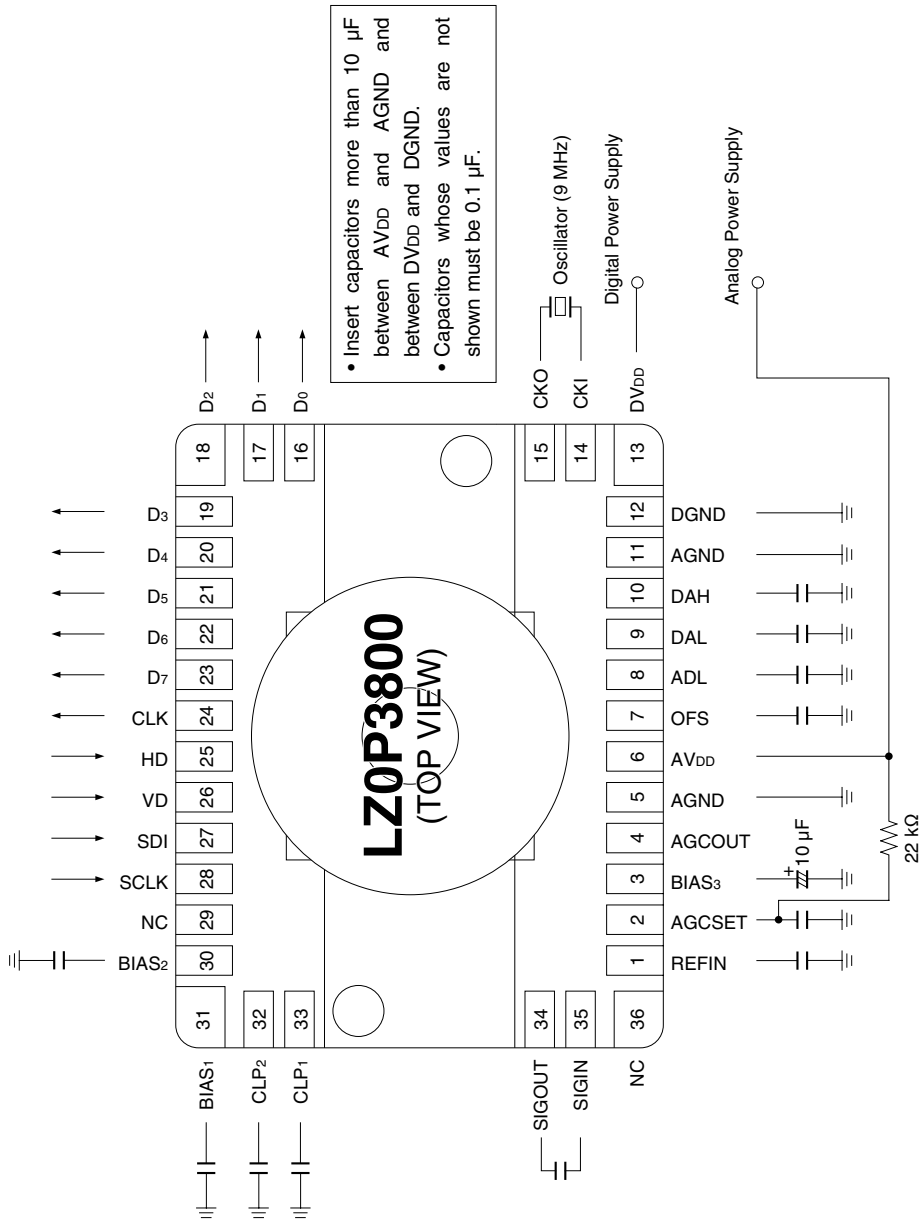 • Insert capacitors more than 10 µF
between AVDD and AGND and
between DVDD and DGND.
• Capacitors whose values are not
shown must be 0.1 µF.
D2
D1
D0
CKO
CKI
Oscillator (9 MHz)
Digital Power Supply
DVDD
Analog Power Supply
18
17
16
15
14
13
D3
19
D4
20
D5
21
D6
22
D7
23
CLK
24
HD
25
VD
26
SDI
27
SCLK
28
NC
29
BIAS2
30
LZ0P3800
(TOP VIEW)
12
DGND
11
AGND
10
DAH
9
DAL
8
ADL
7
OFS
6
AVDD
5
AGND
4
AGCOUT
3
BIAS3
+
10 µF
2
AGCSET
22 kΩ
1
REFIN
31
32
33
34
35
36
BIAS1
CLP2
CLP1
SIGOUT
SIGIN
NC